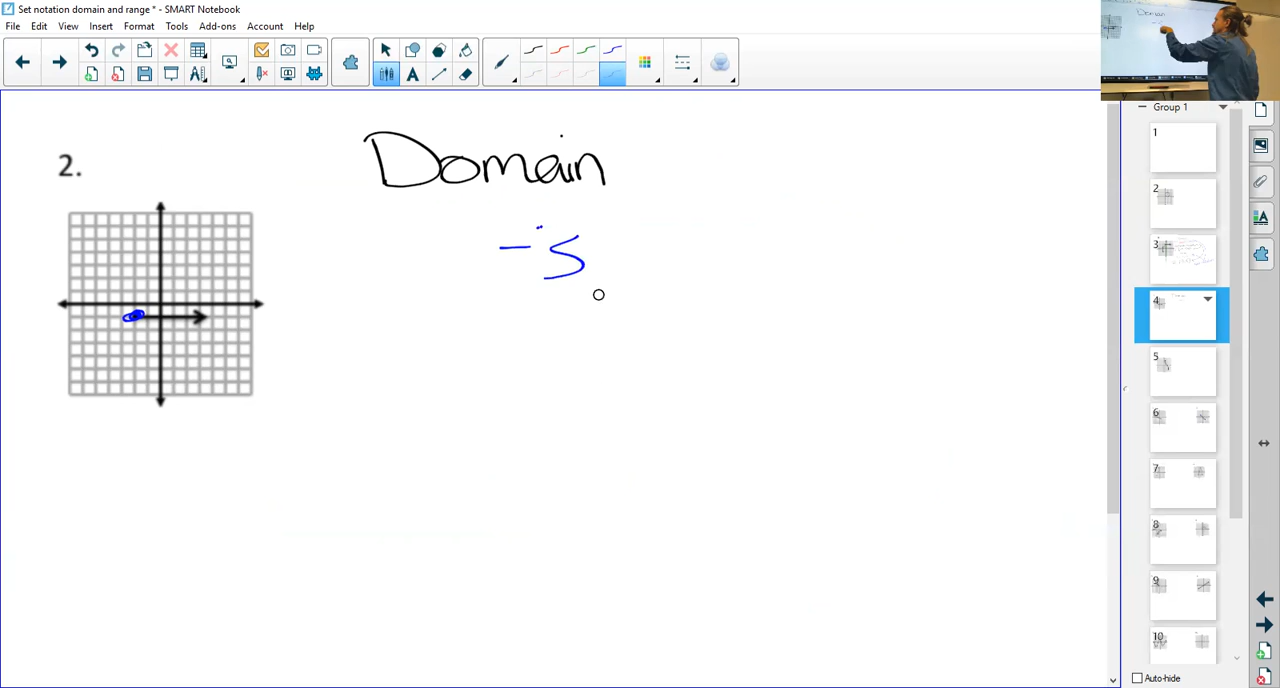 Set notation domain and range * - SMART Notebook
File Edit View Insert Format Tools Add-ons Account Help
Group 1
2.
Domain
-5
1
2
3
4
5
6
7
8
9
10
Auto-hide